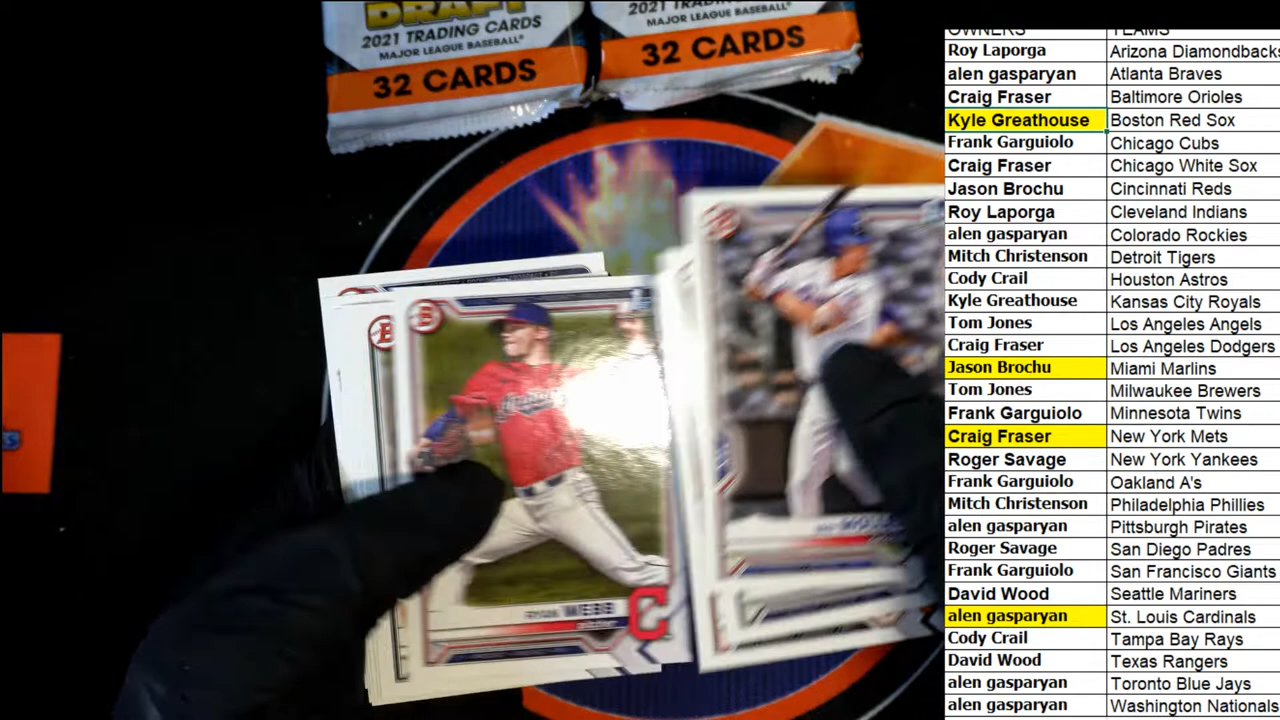 DRAFT
2021 TRADING CARDS
MAJOR LEAGUE BASEBALL
32 CARDS
2021 TRADING CARDS
MAJOR LEAGUE BASEBALL®
32 CARDS
B
B
RYAN WEBB
pitcher
C
OWNERS TEAMS
Roy Laporga Arizona Diamondbacks
alen gasparyan Atlanta Braves
Craig Fraser Baltimore Orioles
Kyle Greathouse Boston Red Sox
Frank Garguiolo Chicago Cubs
Craig Fraser Chicago White Sox
Jason Brochu Cincinnati Reds
Roy Laporga Cleveland Indians
alen gasparyan Colorado Rockies
Mitch Christenson Detroit Tigers
Cody Crail Houston Astros
Kyle Greathouse Kansas City Royals
Tom Jones Los Angeles Angels
Craig Fraser Los Angeles Dodgers
Jason Brochu Miami Marlins
Tom Jones Milwaukee Brewers
Frank Garguiolo Minnesota Twins
Craig Fraser New York Mets
Roger Savage New York Yankees
Frank Garguiolo Oakland A's
Mitch Christenson Philadelphia Phillies
alen gasparyan Pittsburgh Pirates
Roger Savage San Diego Padres
Frank Garguiolo San Francisco Giants
David Wood Seattle Mariners
alen gasparyan St. Louis Cardinals
Cody Crail Tampa Bay Rays
David Wood Texas Rangers
alen gasparyan Toronto Blue Jays
alen gasparyan Washington Nationals